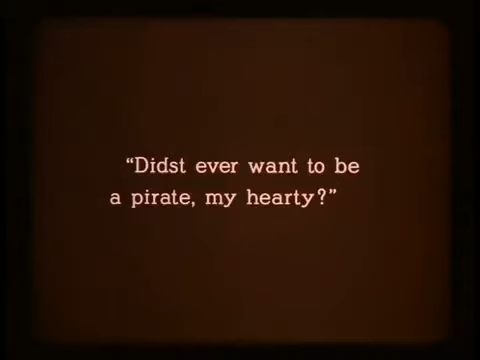 “Didst ever want to be
a pirate, my hearty?”